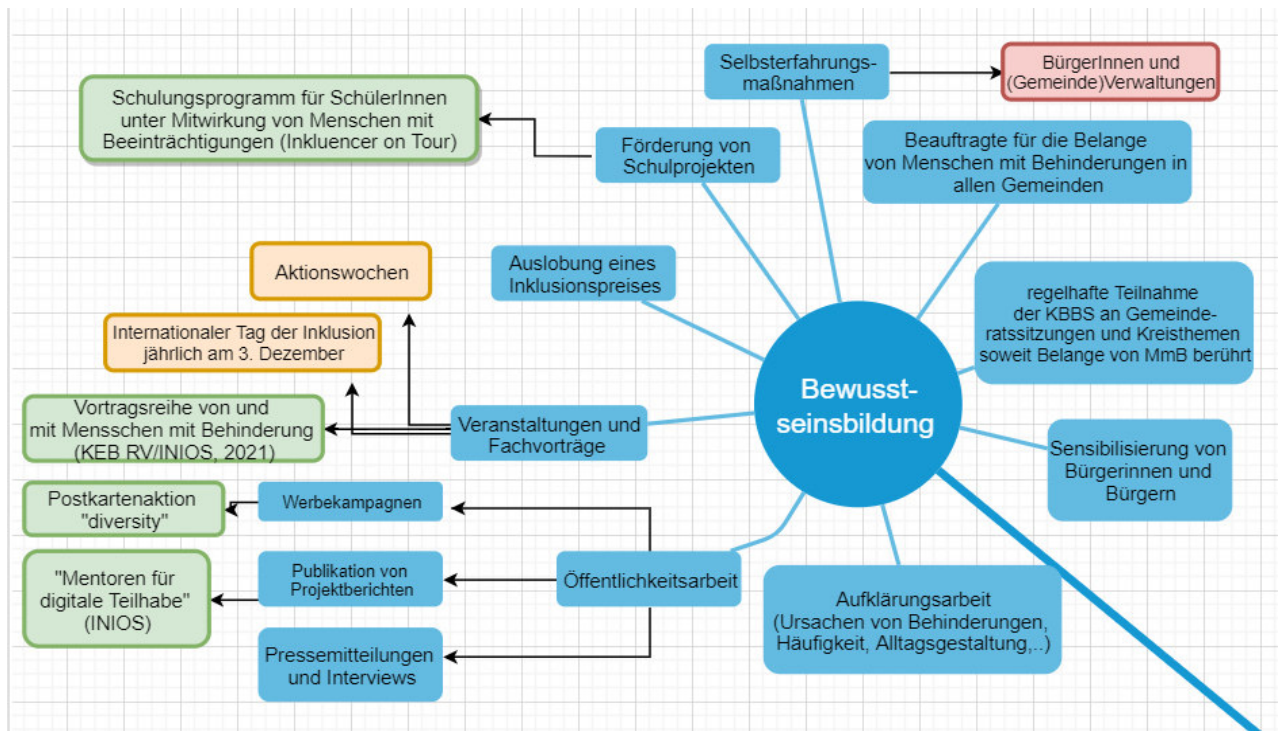 Selbsterfahrungs-
maßnahmen
BürgerInnen und
(Gemeinde)Verwaltungen
Schulungsprogramm für SchülerInnen
unter Mitwirkung von Menschen mit
Beeinträchtigungen (Inkluencer on Tour)
Förderung von
Schulprojekten
Beauftragte für die Belange
von Menschen mit Behinderungen in
allen Gemeinden
Aktionswochen
Auslobung eines
Inklusionspreises
Internationaler Tag der Inklusion
jährlich am 3. Dezember
regelhafte Teilnahme
der KBBS an Gemeinde-
ratssitzungen und Kreisthemen
soweit Belange von MmB berührt
Bewusst-
seinsbildung
Vortragsreihe von und
mit Mensschen mit Behinderung
(KEB RV/INIOS, 2021)
Veranstaltungen und
Fachvorträge
Sensibilisierung von
Bürgerinnen und
Bürgern
Postkartenaktion
"diversity"
Werbekampagnen
"Mentoren für
digitale Teilhabe"
(INIOS)
Publikation von
Projektberichten
Öffentlichkeitsarbeit
Aufklärungsarbeit
(Ursachen von Behinderungen,
Häufigkeit, Alltagsgestaltung,..)
Pressemitteilungen
und Interviews